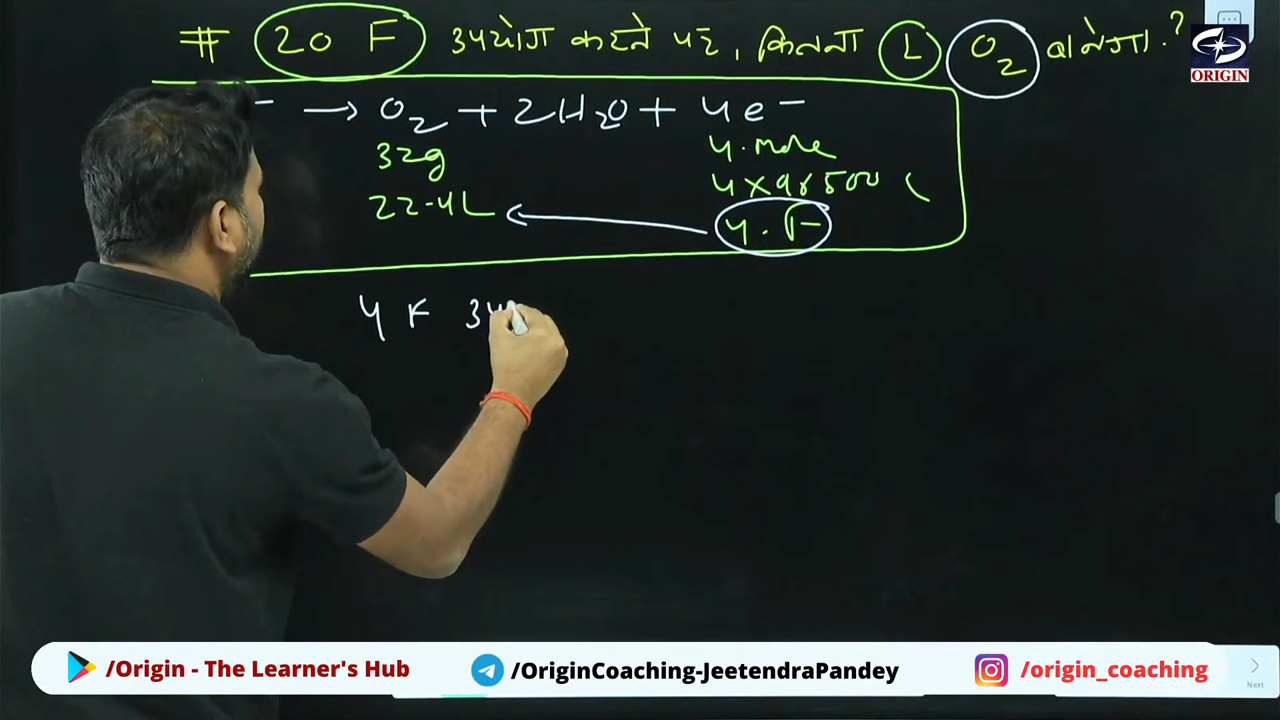 # 20 F उपयोग करने पर, कितना L O₂ बनेगा.?
ORIGIN
- → O₂ + 2H₂O + 4e⁻
32g 4 mole
4×96500 C
22.4L 4 F
4 F
Next
/Origin - The Learner's Hub /OriginCoaching-JeetendraPandey /origin_coaching